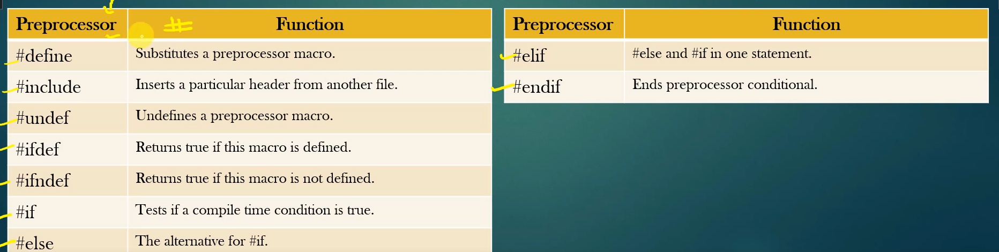 Preprocessor # Function
#define Substitutes a preprocessor macro.
#include Inserts a particular header from another file.
#undef Undefines a preprocessor macro.
#ifdef Returns true if this macro is defined.
#ifndef Returns true if this macro is not defined.
#if Tests if a compile time condition is true.
#else The alternative for #if.
Preprocessor Function
#elif #else and #if in one statement.
#endif Ends preprocessor conditional.